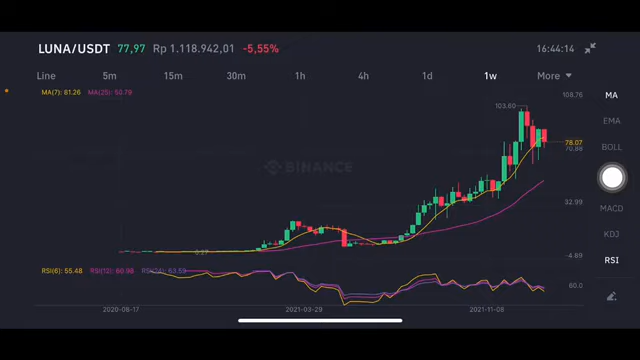 LUNA/USDT 77,97 Rp 1.118.942,01 -5,55% 16:44:14
Line 5m 15m 30m 1h 4h 1d 1w More
MA(7): 81.26 MA(20): 50.79
108.76
MA
103.60
EMA
78.07
70.88
BOLL
BINANCE
32.99
MACD
KDJ
0.27
-4.89
RSI(6): 55.48 RSI(12): 60.98 RSI(24): 63.59
RSI
60.0
2020-08-17 2021-03-29 2021-11-08